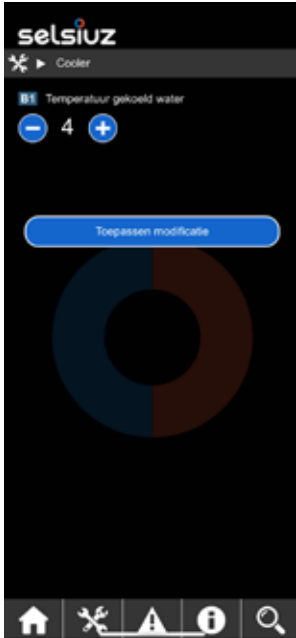 selsiuz
Cooler
B1 Temperatuur gekoeld water
4
Toepassen modificatie